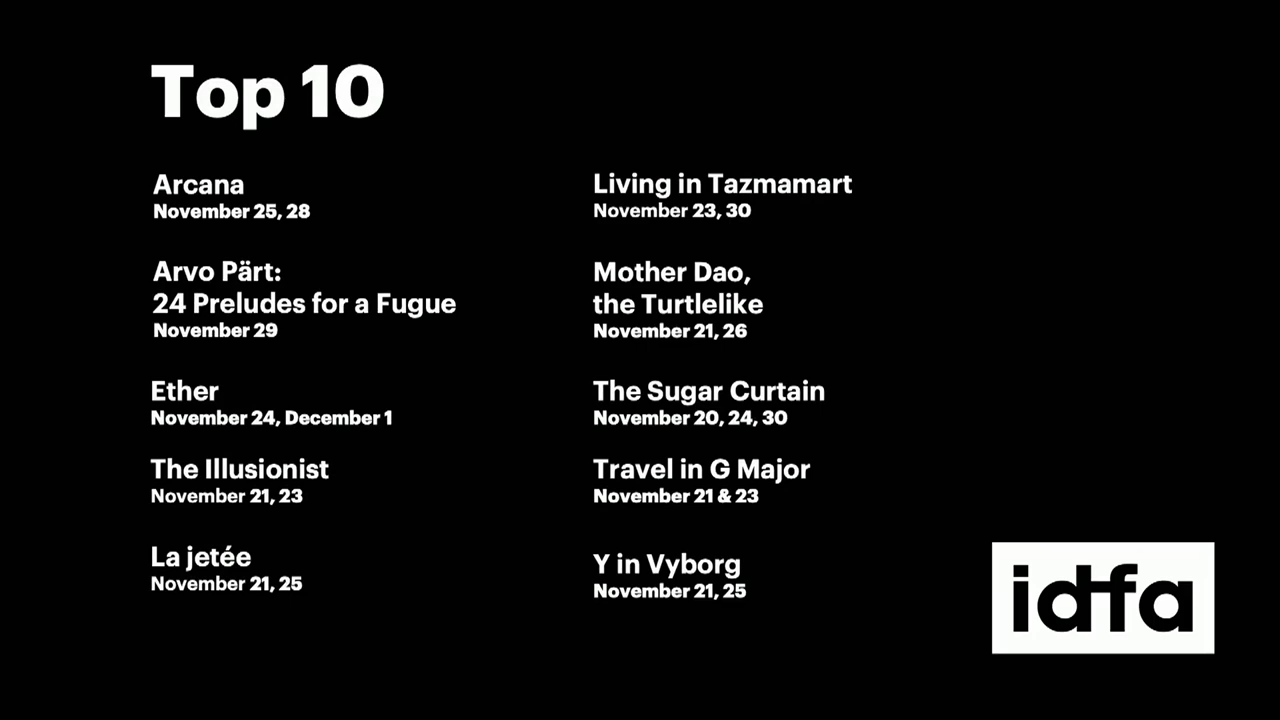 Top 10
Arcana
November 25, 28
Arvo Pärt:
24 Preludes for a Fugue
November 29
Ether
November 24, December 1
The Illusionist
November 21, 23
La jetée
November 21, 25
Living in Tazmamart
November 23, 30
Mother Dao,
the Turtlelike
November 21, 26
The Sugar Curtain
November 20, 24, 30
Travel in G Major
November 21 & 23
Y in Vyborg
November 21, 25
idfa